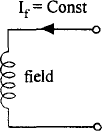 I_f = Const
field